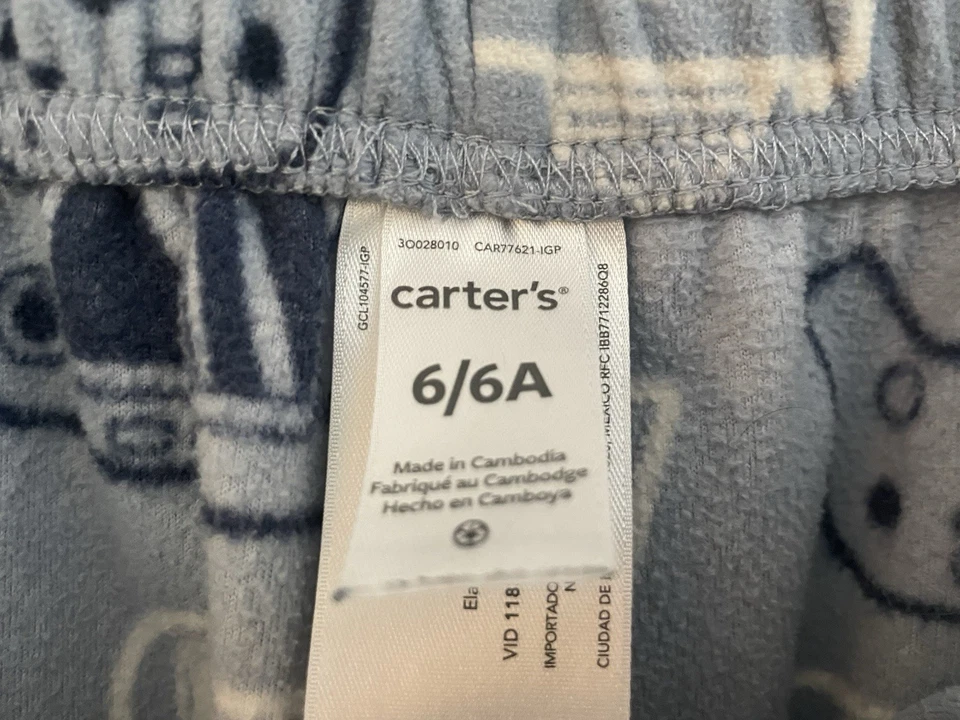 3O028010 CAR77621-IGP
carter's®
6/6A
Made in Cambodia
Fabriqué au Cambodge
Hecho en Camboya
GCL104577-IGP
MEXICO RFC IBB7712286Q8
VID 118
IMPORTADO
CIUDAD DE